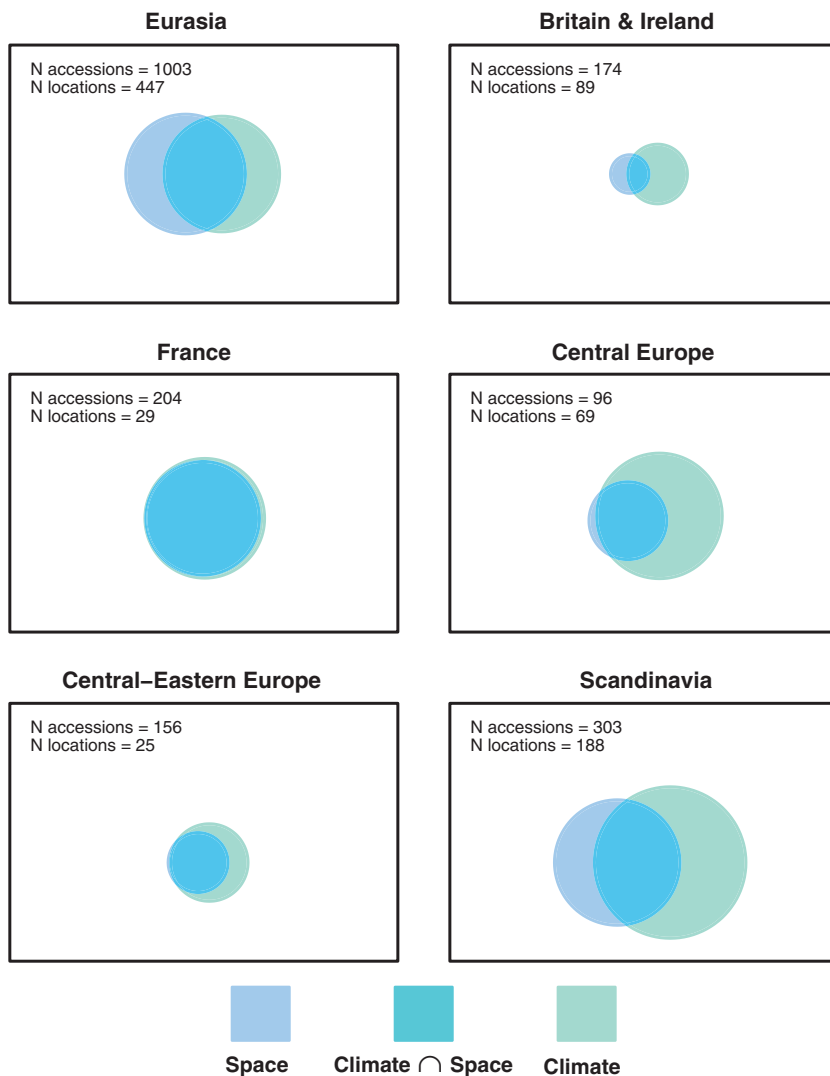 Eurasia
N accessions = 1003
N locations = 447
Britain & Ireland
N accessions = 174
N locations = 89
France
N accessions = 204
N locations = 29
Central Europe
N accessions = 96
N locations = 69
Central–Eastern Europe
N accessions = 156
N locations = 25
Scandinavia
N accessions = 303
N locations = 188
Space
Climate ∩ Space
Climate